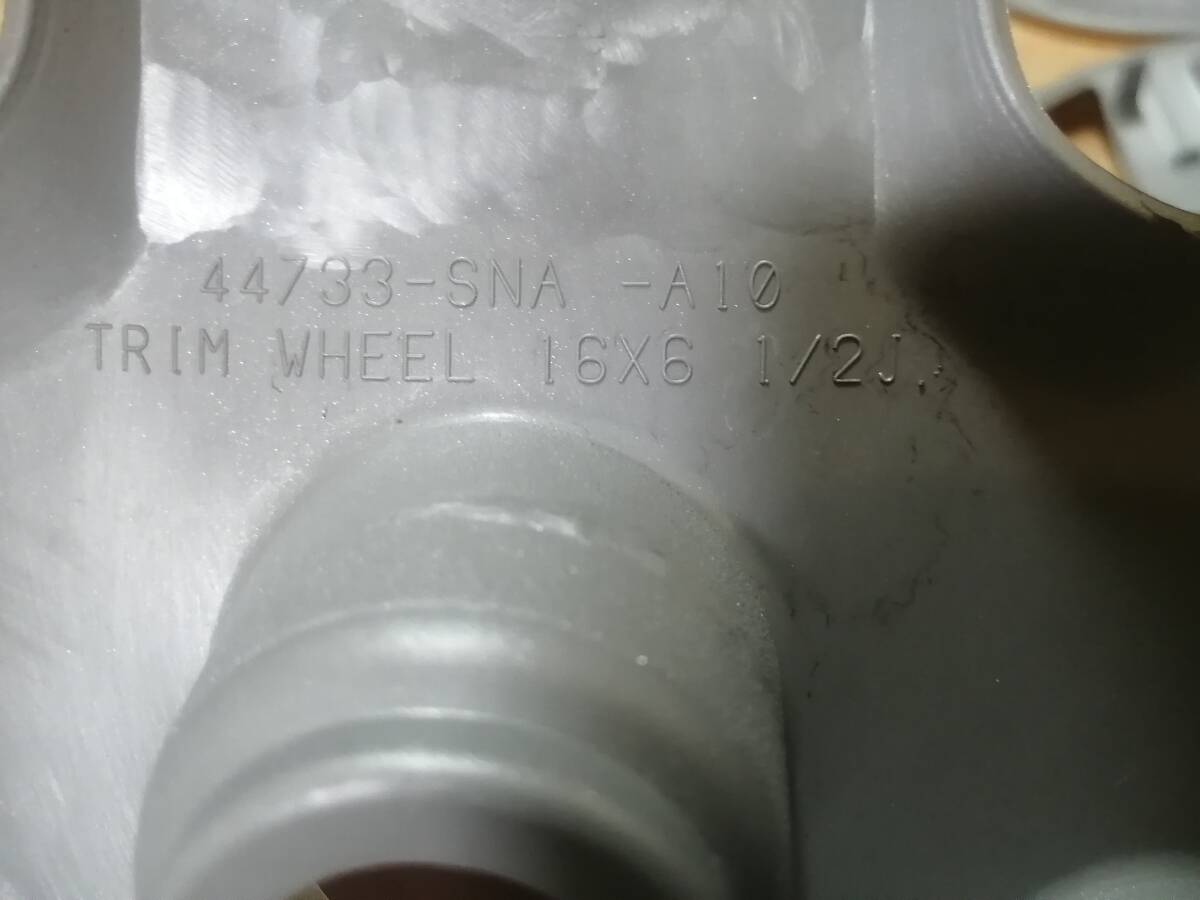 44733-SNA -A10
TRIM WHEEL 16X6 1/2J